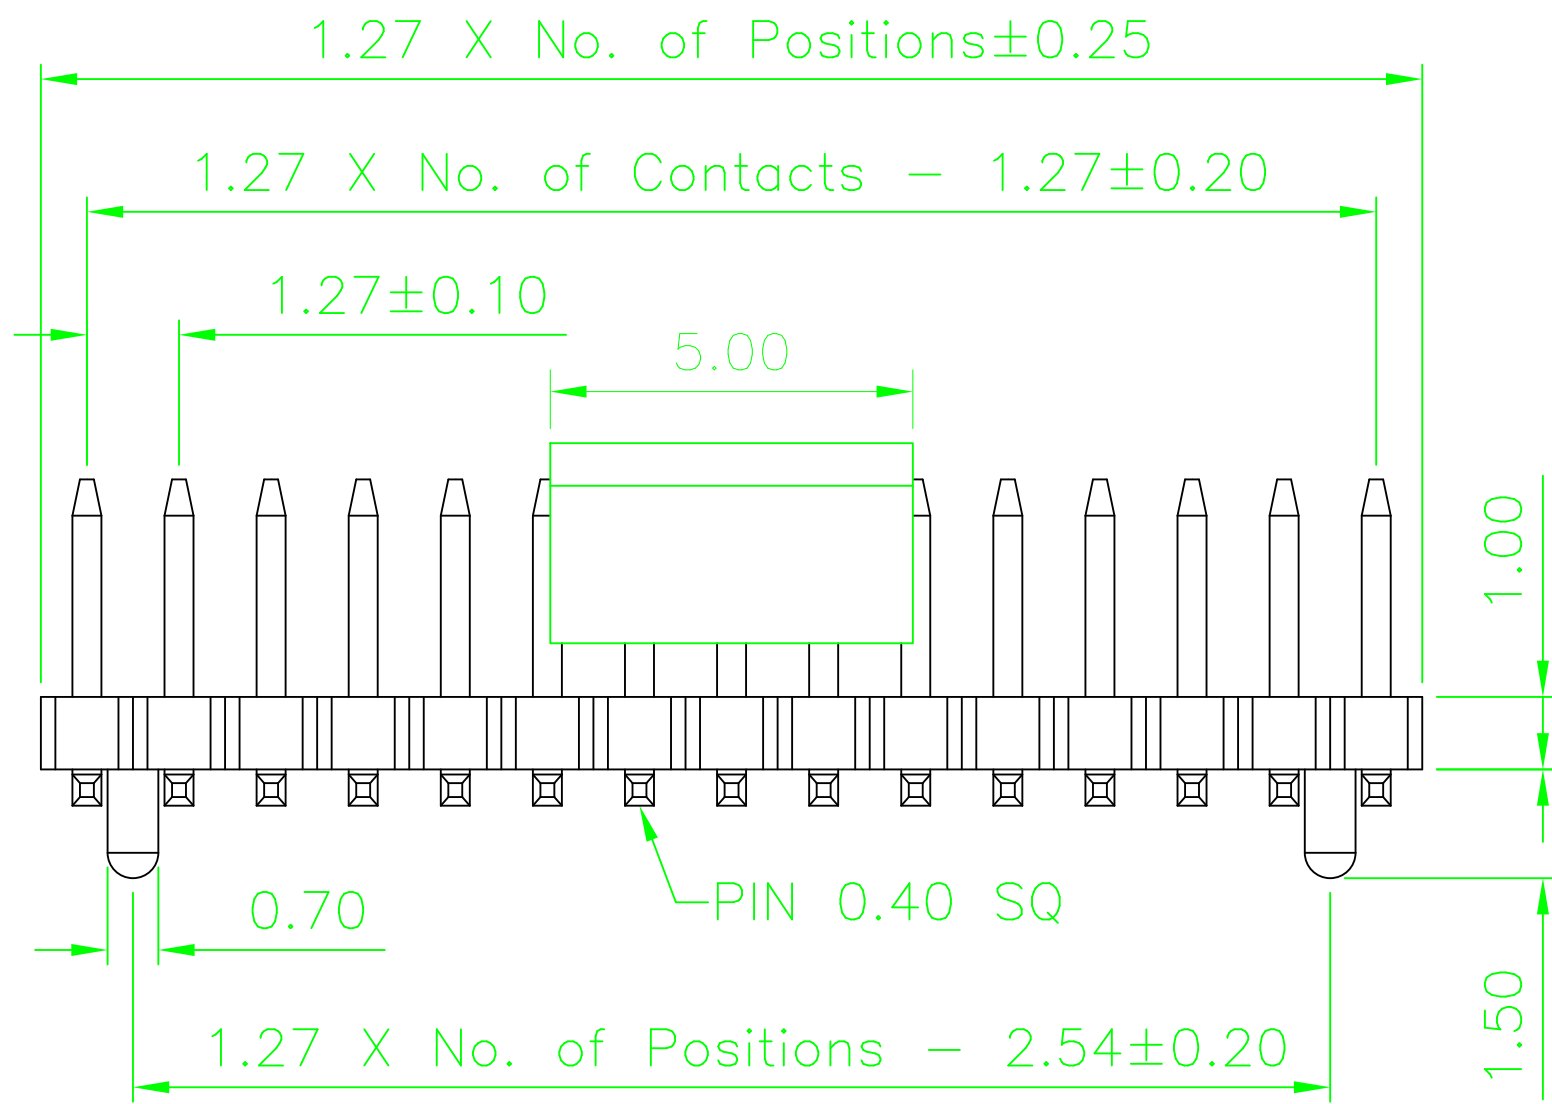 1.27 X No. of Positions±0.25
1.27 X No. of Contacts - 1.27±0.20
1.27±0.10
5.00
1.00
PIN 0.40 SQ
0.70
1.50
1.27 X No. of Positions - 2.54±0.20